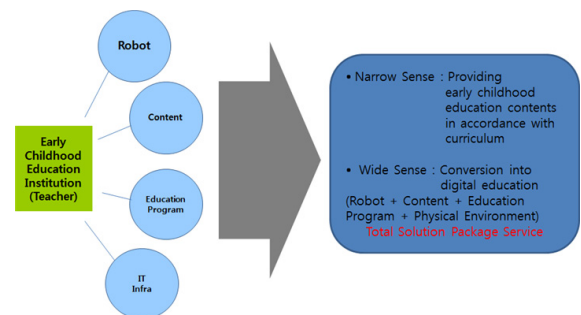 Robot
Content
Early
Childhood
Education
Institution
(Teacher)
Education
Program
IT
Infra
• Narrow Sense : Providing
early childhood
education contents
in accordance with
curriculum
• Wide Sense : Conversion into
digital education
(Robot + Content + Education
Program + Physical Environment)
Total Solution Package Service